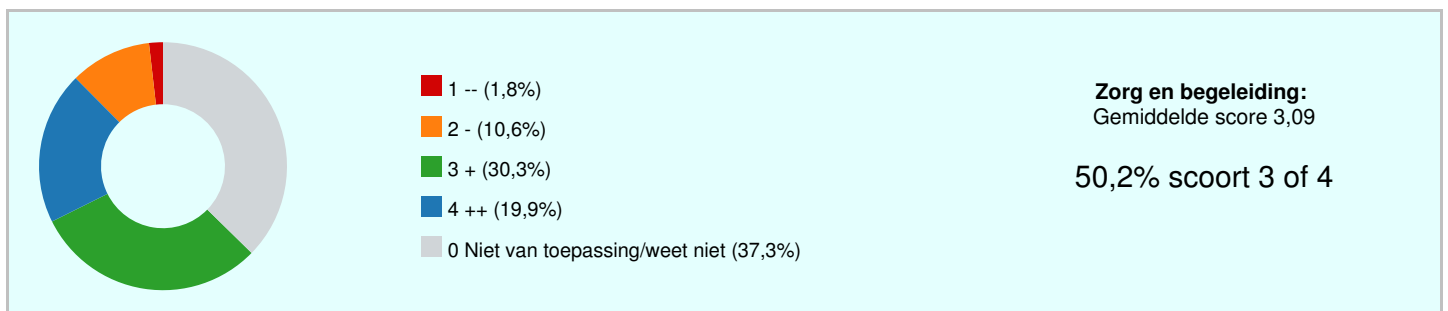 1 -- (1,8%)
2 - (10,6%)
3 + (30,3%)
4 ++ (19,9%)
0 Niet van toepassing/weet niet (37,3%)
Zorg en begeleiding:
Gemiddelde score 3,09
50,2% scoort 3 of 4